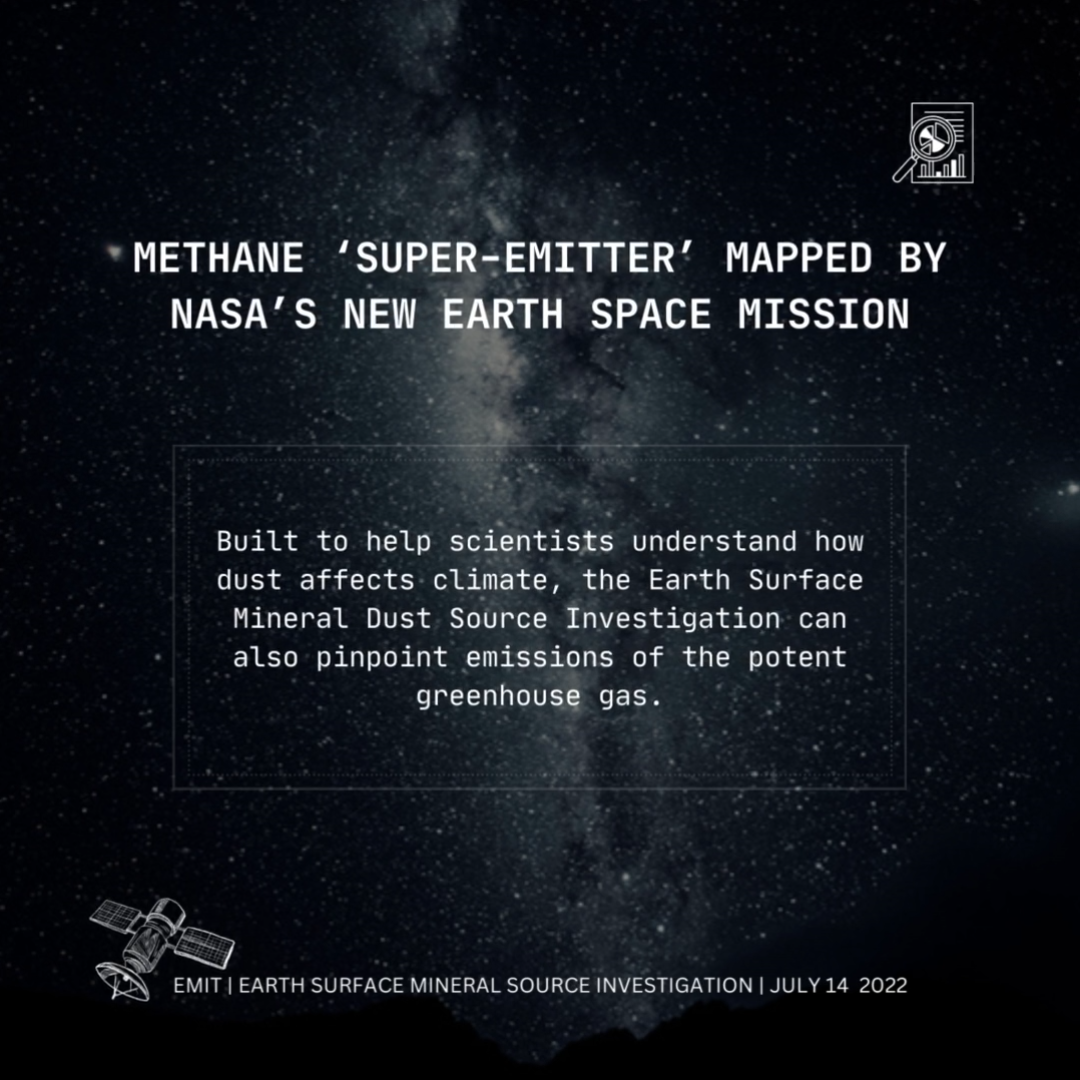 METHANE ‘SUPER-EMITTER’ MAPPED BY
NASA’S NEW EARTH SPACE MISSION
Built to help scientists understand how
dust affects climate, the Earth Surface
Mineral Dust Source Investigation can
also pinpoint emissions of the potent
greenhouse gas.
EMIT | EARTH SURFACE MINERAL SOURCE INVESTIGATION | JULY 14 2022